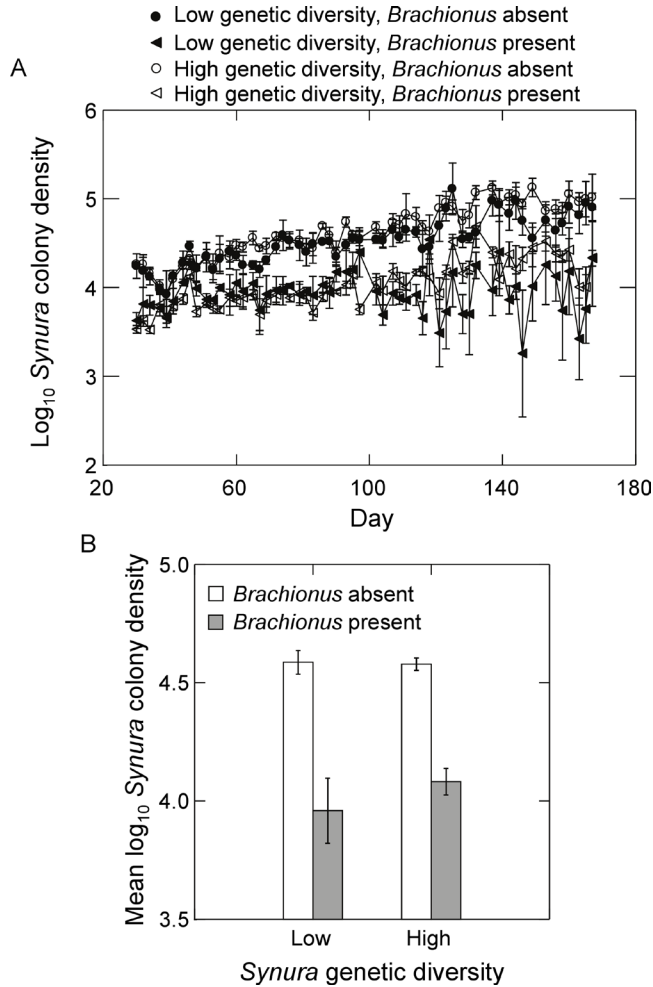 Low genetic diversity, Brachionus absent
Low genetic diversity, Brachionus present
High genetic diversity, Brachionus absent
High genetic diversity, Brachionus present
A
6
5
4
3
2
Log₁₀ Synura colony density
20
60
100
140
180
Day
B
5.0
4.5
4.0
3.5
Mean log₁₀ Synura colony density
Brachionus absent
Brachionus present
Low
High
Synura genetic diversity